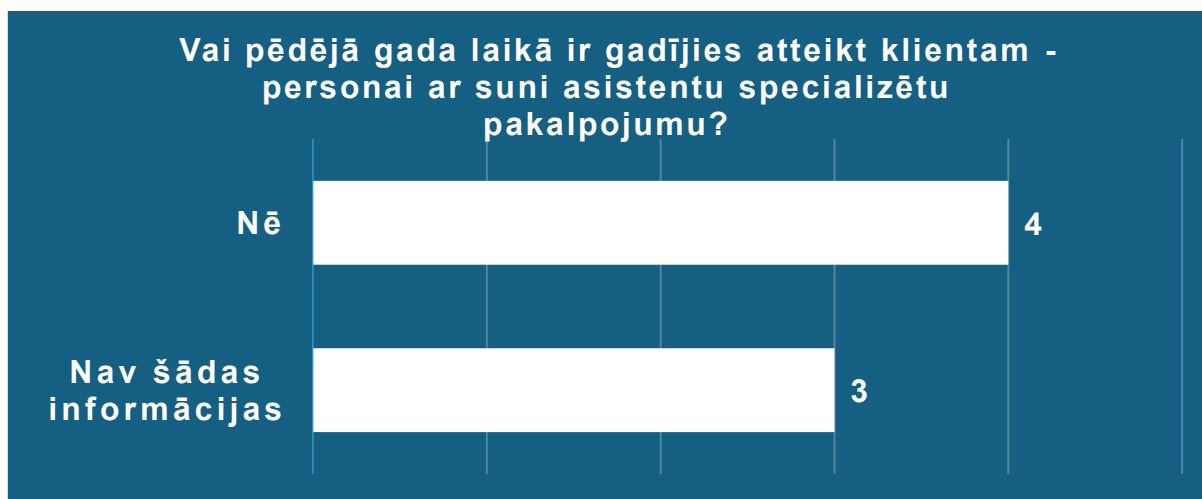 Vai pēdējā gada laikā ir gadījies atteikt klientam -
personai ar suni asistentu specializētu
pakalpojumu?
Nē
4
Nav šādas
informācijas
3